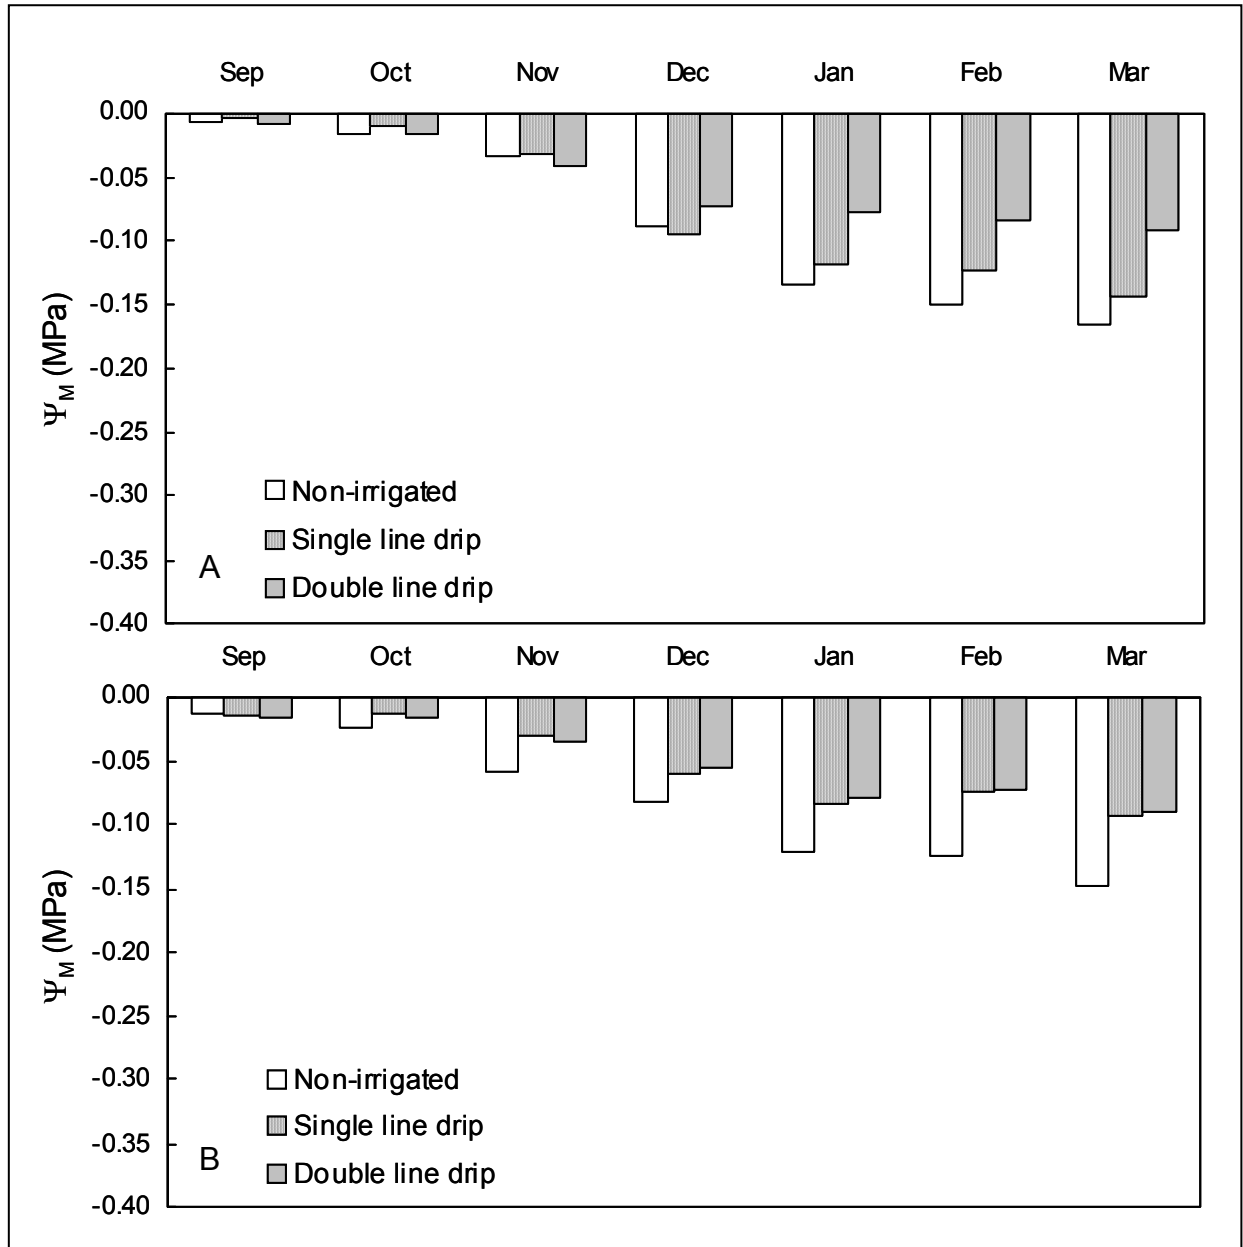 Sep Oct Nov Dec Jan Feb Mar
0.00
-0.05
-0.10
-0.15
-0.20
-0.25
-0.30
-0.35
-0.40
Ψ_M (MPa)
Non-irrigated
Single line drip
Double line drip
A
Sep Oct Nov Dec Jan Feb Mar
0.00
-0.05
-0.10
-0.15
-0.20
-0.25
-0.30
-0.35
-0.40
Ψ_M (MPa)
Non-irrigated
Single line drip
Double line drip
B